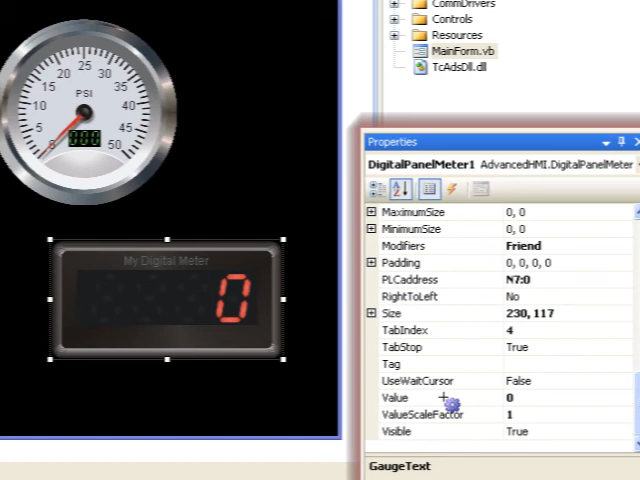 CommDrivers
Controls
Resources
MainForm.vb
TcAdsDll.dll
0
5
10
15
20
25
30
35
40
45
50
PSI
000
My Digital Meter
0
Properties
DigitalPanelMeter1 AdvancedHMI.DigitalPanelMeter
MaximumSize 0, 0
MinimumSize 0, 0
Modifiers Friend
Padding 0, 0, 0, 0
PLCaddress N7:0
RightToLeft No
Size 230, 117
TabIndex 4
TabStop True
Tag
UseWaitCursor False
Value 0
ValueScaleFactor 1
Visible True
GaugeText